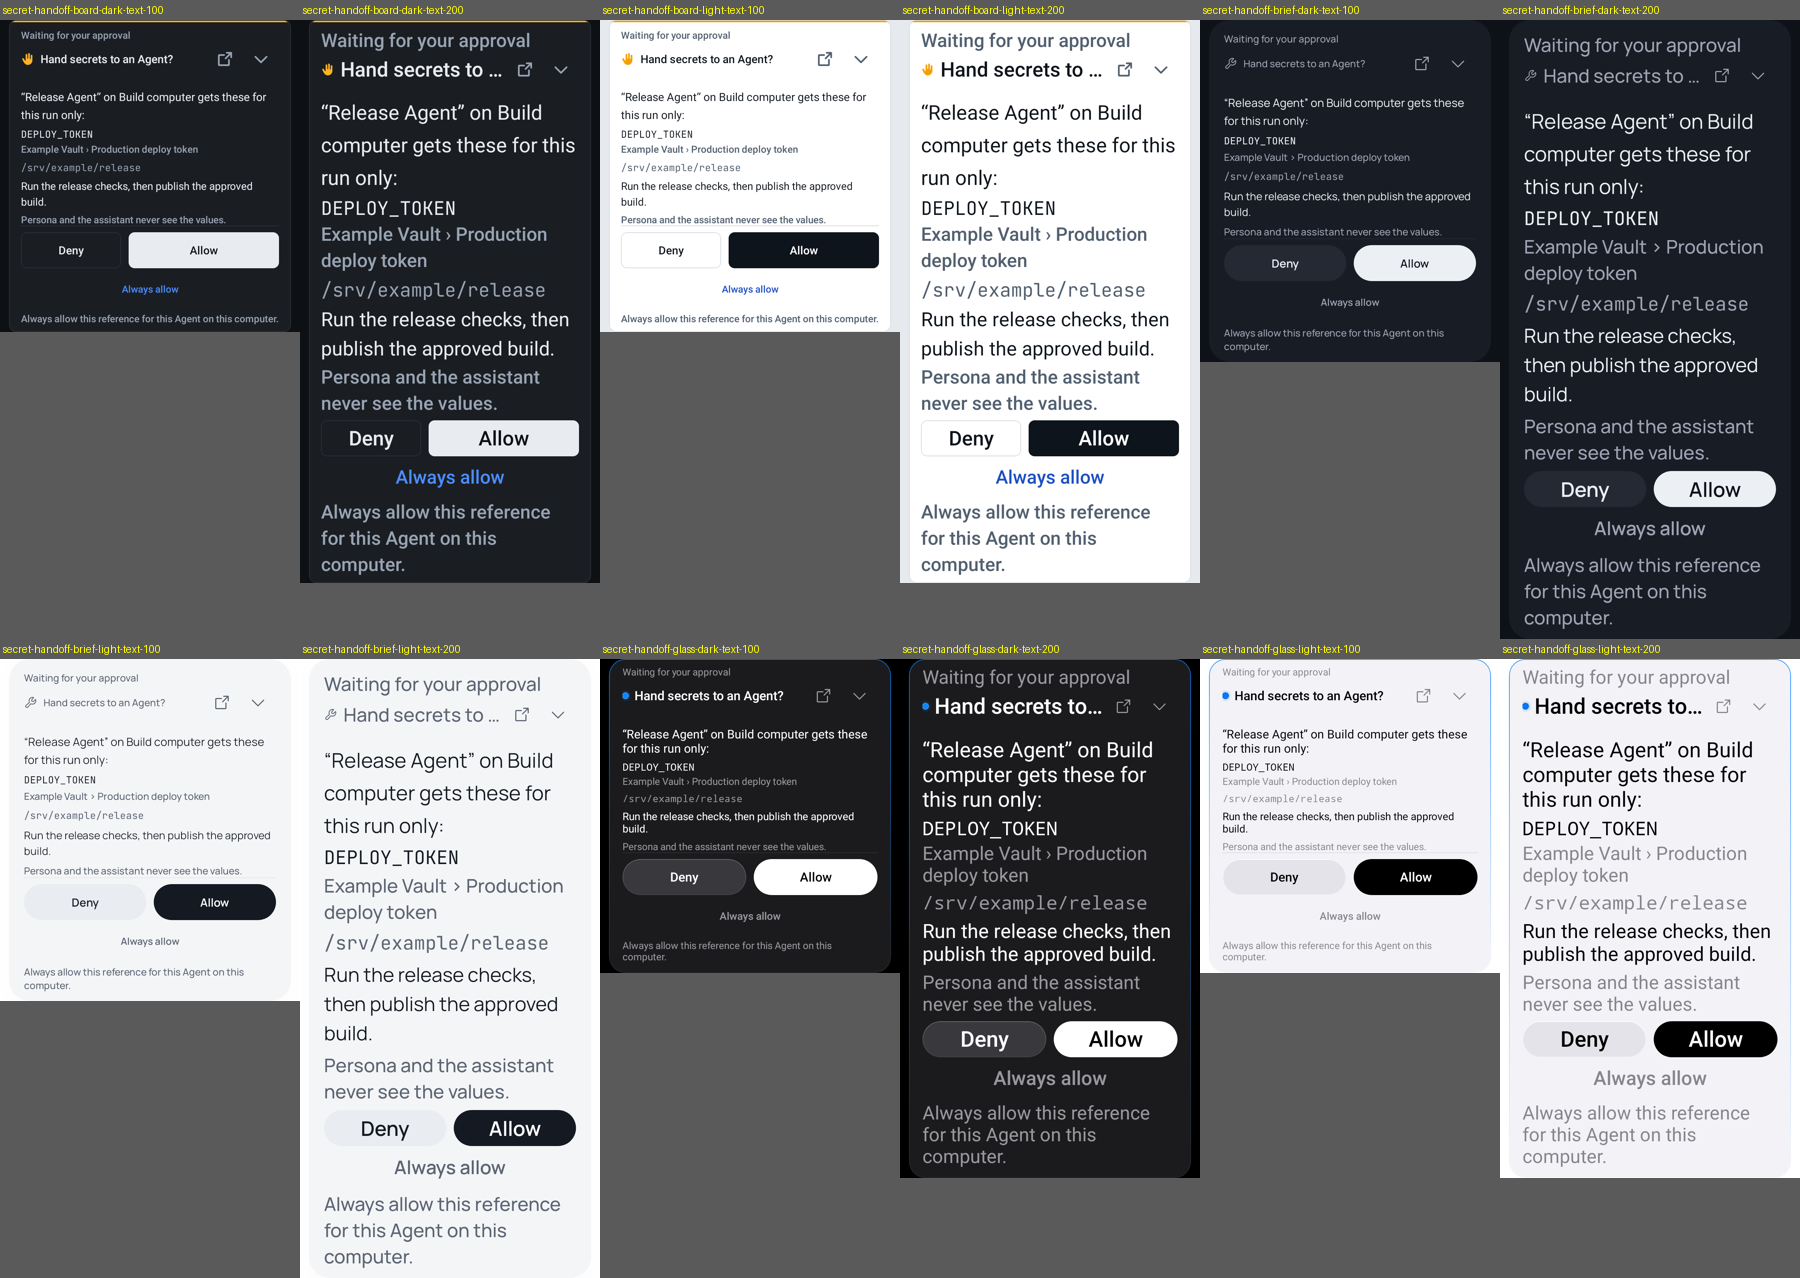 secret-handoff-board-dark-text-100
Waiting for your approval
Hand secrets to an Agent?
“Release Agent” on Build computer gets these for
this run only:
DEPLOY_TOKEN
Example Vault › Production deploy token
/srv/example/release
Run the release checks, then publish the approved
build.
Persona and the assistant never see the values.
Deny
Allow
Always allow
Always allow this reference for this Agent on this computer.
secret-handoff-board-dark-text-200
Waiting for your approval
Hand secrets to ...
“Release Agent” on Build
computer gets these for this
run only:
DEPLOY_TOKEN
Example Vault › Production
deploy token
/srv/example/release
Run the release checks, then
publish the approved build.
Persona and the assistant
never see the values.
Deny
Allow
Always allow
Always allow this reference
for this Agent on this
computer.
secret-handoff-board-light-text-100
Waiting for your approval
Hand secrets to an Agent?
“Release Agent” on Build computer gets these for
this run only:
DEPLOY_TOKEN
Example Vault › Production deploy token
/srv/example/release
Run the release checks, then publish the approved
build.
Persona and the assistant never see the values.
Deny
Allow
Always allow
Always allow this reference for this Agent on this computer.
secret-handoff-board-light-text-200
Waiting for your approval
Hand secrets to ...
“Release Agent” on Build
computer gets these for this
run only:
DEPLOY_TOKEN
Example Vault › Production
deploy token
/srv/example/release
Run the release checks, then
publish the approved build.
Persona and the assistant
never see the values.
Deny
Allow
Always allow
Always allow this reference
for this Agent on this
computer.
secret-handoff-brief-dark-text-100
Waiting for your approval
Hand secrets to an Agent?
“Release Agent” on Build computer gets these
for this run only:
DEPLOY_TOKEN
Example Vault › Production deploy token
/srv/example/release
Run the release checks, then publish the approved
build.
Persona and the assistant never see the values.
Deny
Allow
Always allow
Always allow this reference for this Agent on this
computer.
secret-handoff-brief-dark-text-200
Waiting for your approval
Hand secrets to ...
“Release Agent” on Build
computer gets these for
this run only:
DEPLOY_TOKEN
Example Vault › Production
deploy token
/srv/example/release
Run the release checks,
then publish the approved
build.
Persona and the assistant
never see the values.
Deny
Allow
Always allow
Always allow this reference
for this Agent on this
computer.
secret-handoff-brief-light-text-100
Waiting for your approval
Hand secrets to an Agent?
“Release Agent” on Build computer gets these
for this run only:
DEPLOY_TOKEN
Example Vault › Production deploy token
/srv/example/release
Run the release checks, then publish the approved
build.
Persona and the assistant never see the values.
Deny
Allow
Always allow
Always allow this reference for this Agent on this
computer.
secret-handoff-brief-light-text-200
Waiting for your approval
Hand secrets to ...
“Release Agent” on Build
computer gets these for
this run only:
DEPLOY_TOKEN
Example Vault › Production
deploy token
/srv/example/release
Run the release checks,
then publish the approved
build.
Persona and the assistant
never see the values.
Deny
Allow
Always allow
Always allow this reference
for this Agent on this
computer.
secret-handoff-glass-dark-text-100
Waiting for your approval
Hand secrets to an Agent?
“Release Agent” on Build computer gets these
for this run only:
DEPLOY_TOKEN
Example Vault › Production deploy token
/srv/example/release
Run the release checks, then publish the approved
build.
Persona and the assistant never see the values.
Deny
Allow
Always allow
Always allow this reference for this Agent on this
computer.
secret-handoff-glass-dark-text-200
Waiting for your approval
Hand secrets to...
“Release Agent” on Build
computer gets these for
this run only:
DEPLOY_TOKEN
Example Vault › Production
deploy token
/srv/example/release
Run the release checks, then
publish the approved build.
Persona and the assistant
never see the values.
Deny
Allow
Always allow
Always allow this reference
for this Agent on this
computer.
secret-handoff-glass-light-text-100
Waiting for your approval
Hand secrets to an Agent?
“Release Agent” on Build computer gets these
for this run only:
DEPLOY_TOKEN
Example Vault › Production deploy token
/srv/example/release
Run the release checks, then publish the approved
build.
Persona and the assistant never see the values.
Deny
Allow
Always allow
Always allow this reference for this Agent on this
computer.
secret-handoff-glass-light-text-200
Waiting for your approval
Hand secrets to...
“Release Agent” on Build
computer gets these for
this run only:
DEPLOY_TOKEN
Example Vault › Production
deploy token
/srv/example/release
Run the release checks, then
publish the approved build.
Persona and the assistant
never see the values.
Deny
Allow
Always allow
Always allow this reference
for this Agent on this
computer.